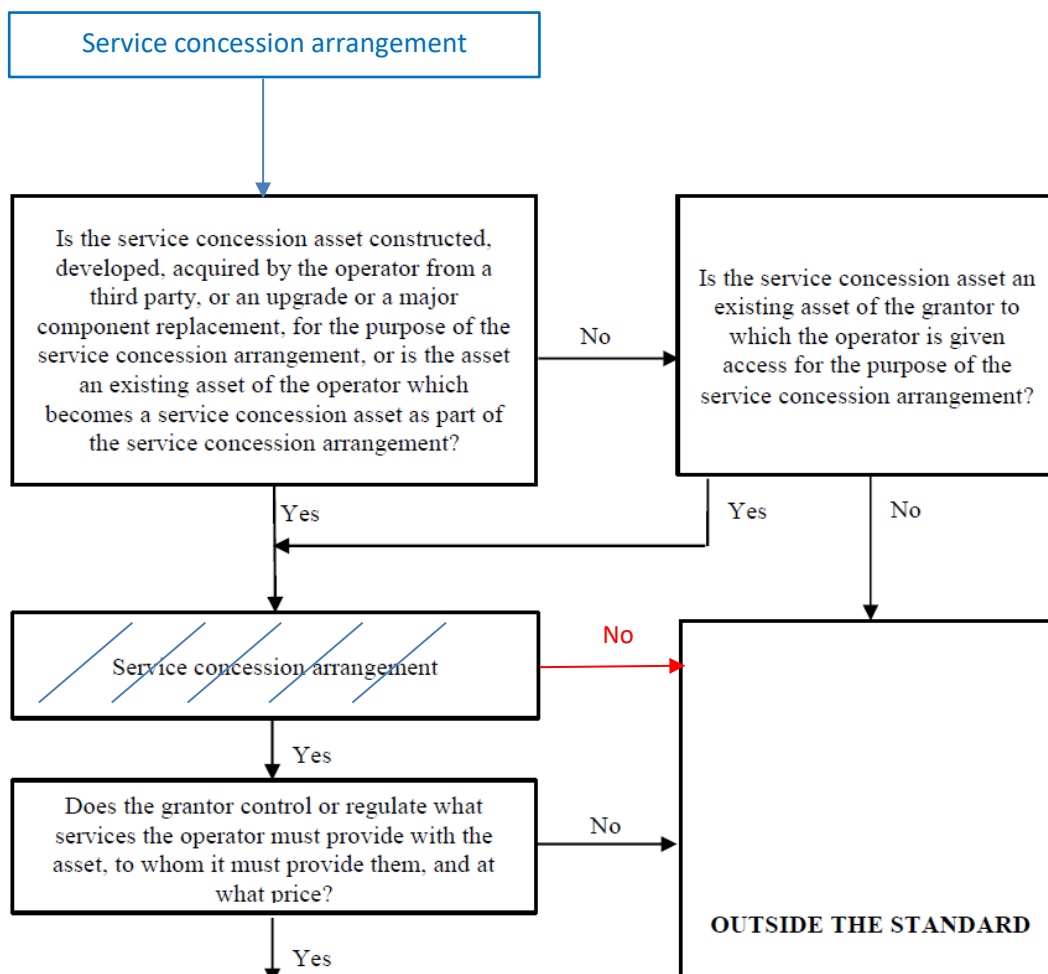 Service concession arrangement
Is the service concession asset constructed,
developed, acquired by the operator from a
third party, or an upgrade or a major
component replacement, for the purpose of the
service concession arrangement, or is the asset
an existing asset of the operator which
becomes a service concession asset as part of
the service concession arrangement?
No
Is the service concession asset an
existing asset of the grantor to
which the operator is given
access for the purpose of the
service concession arrangement?
Yes
Yes
No
Service concession arrangement
No
Yes
Does the grantor control or regulate what
services the operator must provide with the
asset, to whom it must provide them, and at
what price?
No
OUTSIDE THE STANDARD
Yes